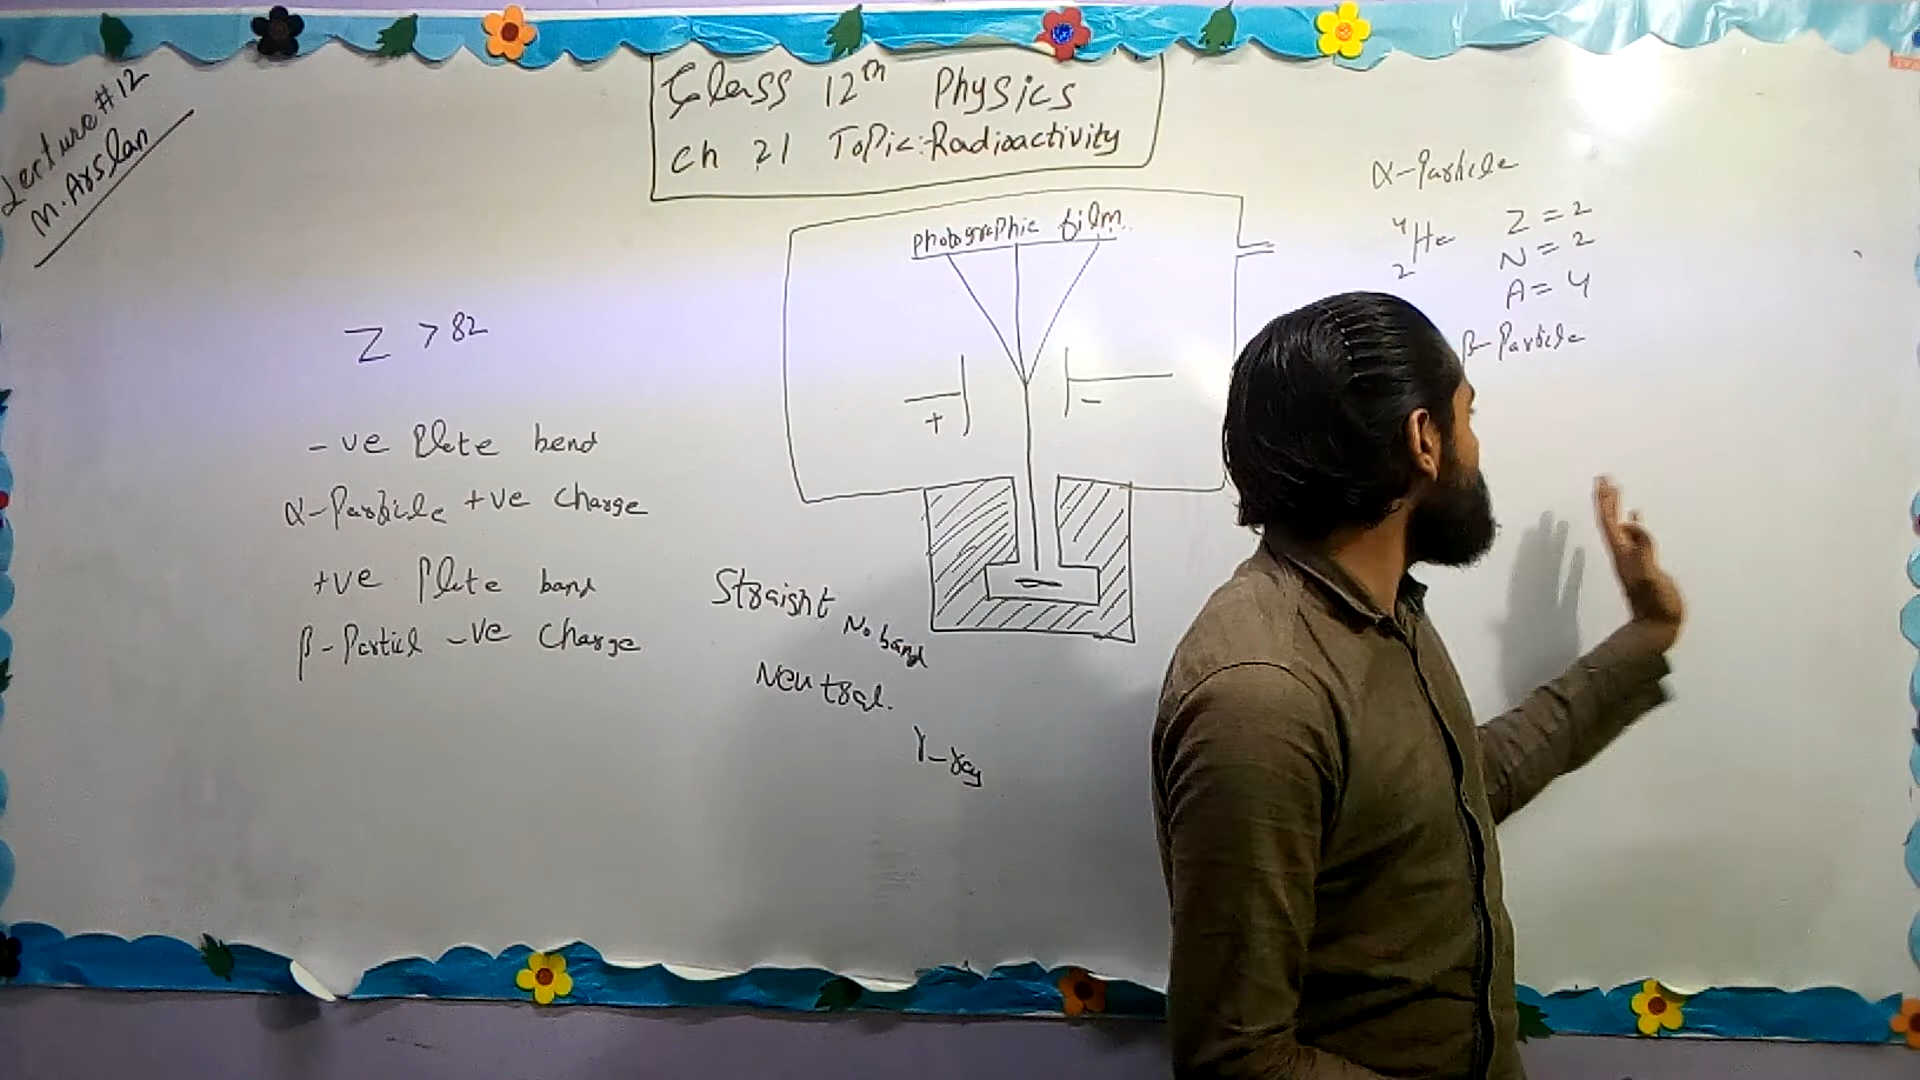 Lecture #12
M. Arslan
Class 12th Physics
Ch 21 Topic: Radioactivity
Photographic film
+
-
Z > 82
-ve Plate bend
α-Particle +ve Charge
+ve Plate band
β-Particl -ve Charge
Straight
No band
Neutral.
γ-ray
α-Particle
4
2 He
Z = 2
N = 2
A = 4
β-Particle